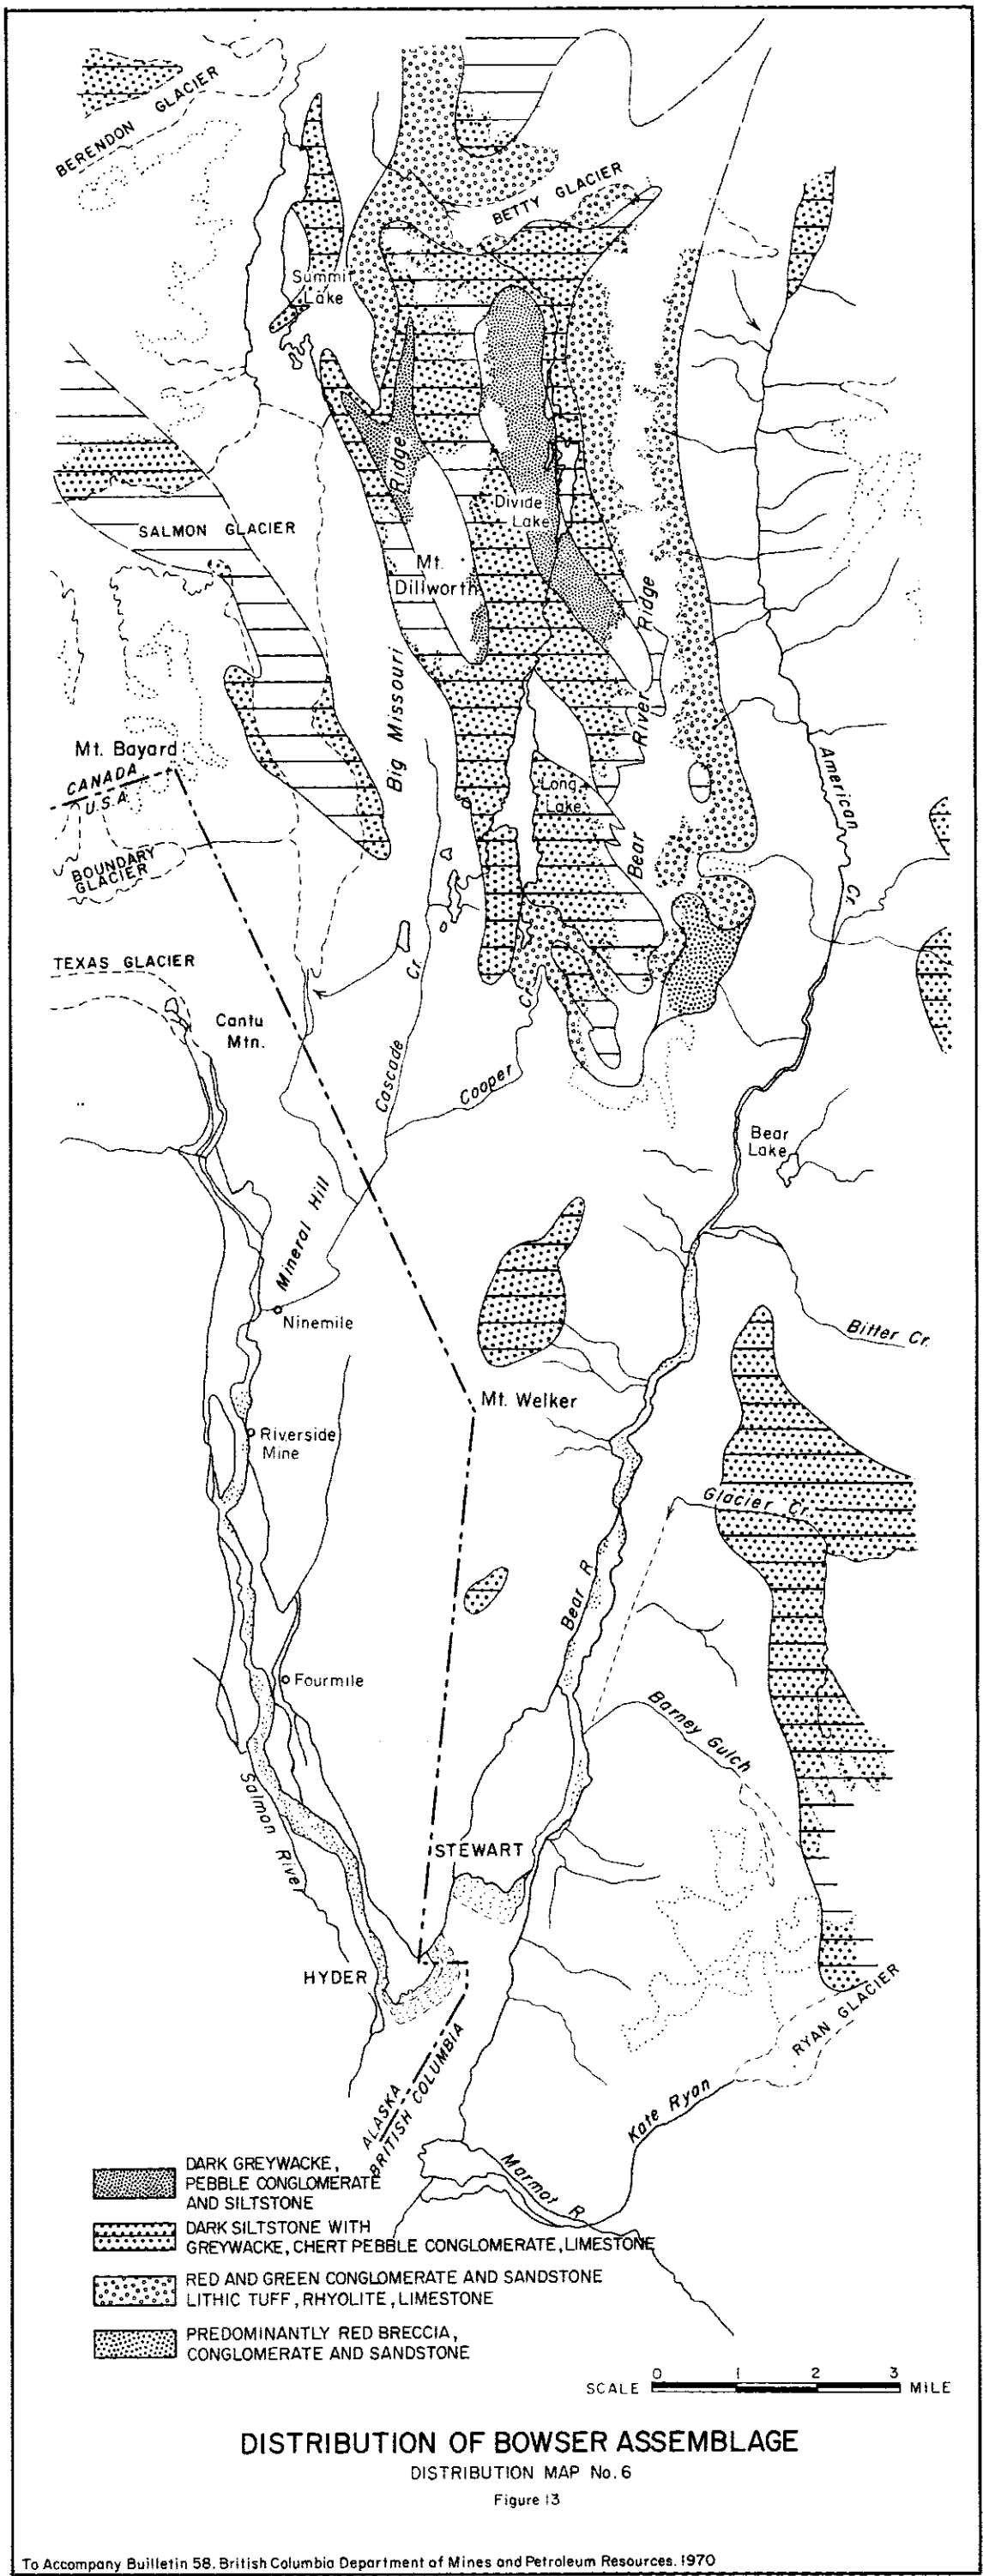 BERENDON GLACIER
BETTY GLACIER
Summit
Lake
Ridge
Divide
Lake
SALMON GLACIER
Mt.
Dillworth
Ridge
Big Missouri
River
Mt. Bayard
CANADA
U.S.A.
American
Cr.
Long
Lake
BOUNDARY
GLACIER
Bear
TEXAS GLACIER
Cr.
Cr.
Cantu
Mtn.
Cascade
Cooper
Bear
Lake
Mineral Hill
Ninemile
Bitter Cr.
Mt. Welker
Riverside
Mine
Glacier Cr.
Bear R.
Fourmile
Barney Gulch
Salmon River
STEWART
HYDER
RYAN GLACIER
ALASKA
BRITISH COLUMBIA
Kate Ryan
Marmot R.
DARK GREYWACKE,
PEBBLE CONGLOMERATE
AND SILTSTONE
DARK SILTSTONE WITH
GREYWACKE, CHERT PEBBLE CONGLOMERATE, LIMESTONE
RED AND GREEN CONGLOMERATE AND SANDSTONE
LITHIC TUFF, RHYOLITE, LIMESTONE
PREDOMINANTLY RED BRECCIA,
CONGLOMERATE AND SANDSTONE
0 1 2 3
SCALE MILE
DISTRIBUTION OF BOWSER ASSEMBLAGE
DISTRIBUTION MAP No. 6
Figure 13
To Accompany Builletin 58. British Columbia Department of Mines and Petroleum Resources. 1970